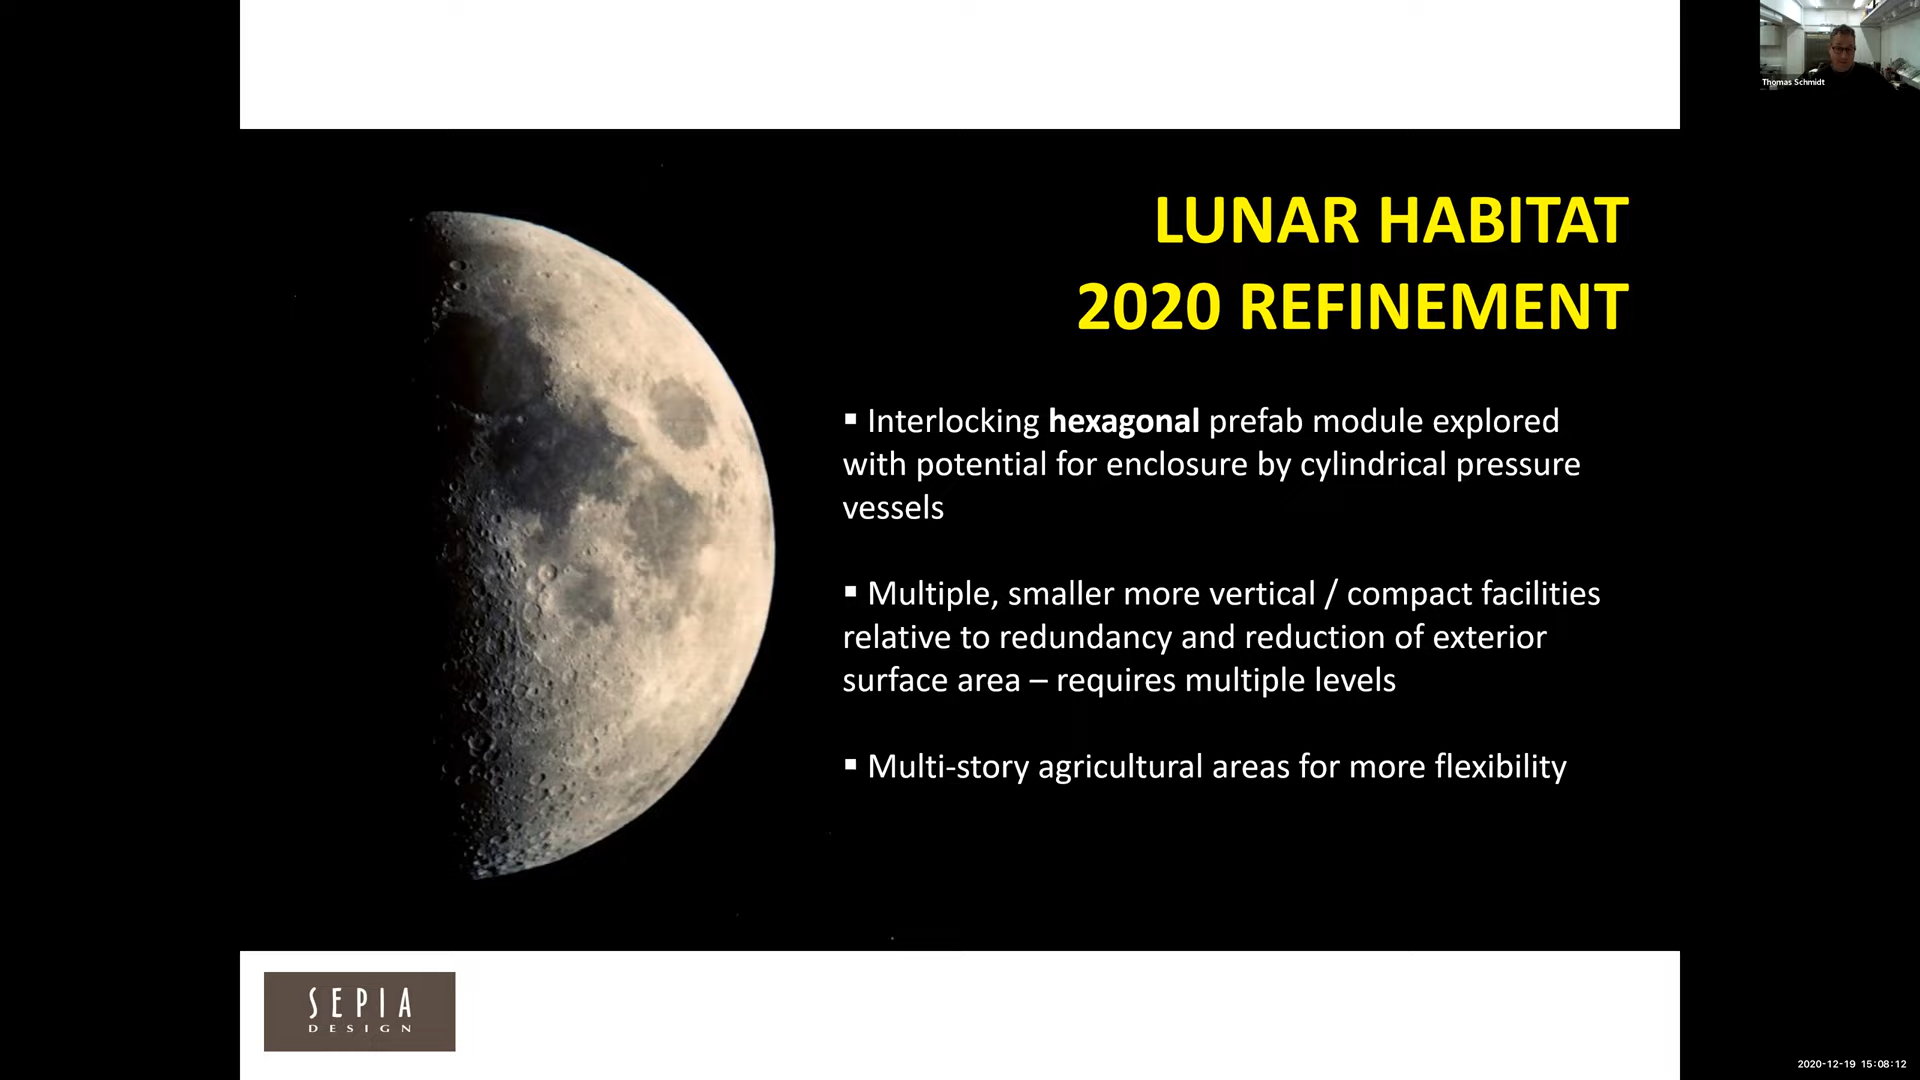 Thomas Schmidt
LUNAR HABITAT
2020 REFINEMENT
▪ Interlocking hexagonal prefab module explored
with potential for enclosure by cylindrical pressure
vessels
▪ Multiple, smaller more vertical / compact facilities
relative to redundancy and reduction of exterior
surface area – requires multiple levels
▪ Multi-story agricultural areas for more flexibility
SEPIA
DESIGN
2020-12-19 15:08:12